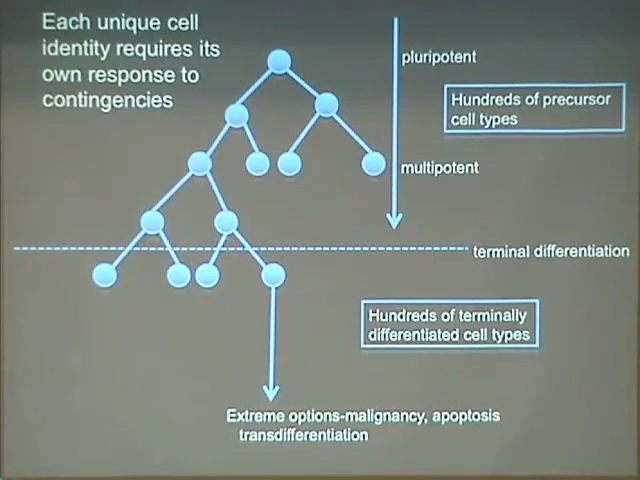 Each unique cell
identity requires its
own response to
contingencies
pluripotent
Hundreds of precursor
cell types
multipotent
terminal differentiation
Hundreds of terminally
differentiated cell types
Extreme options-malignancy, apoptosis
transdifferentiation